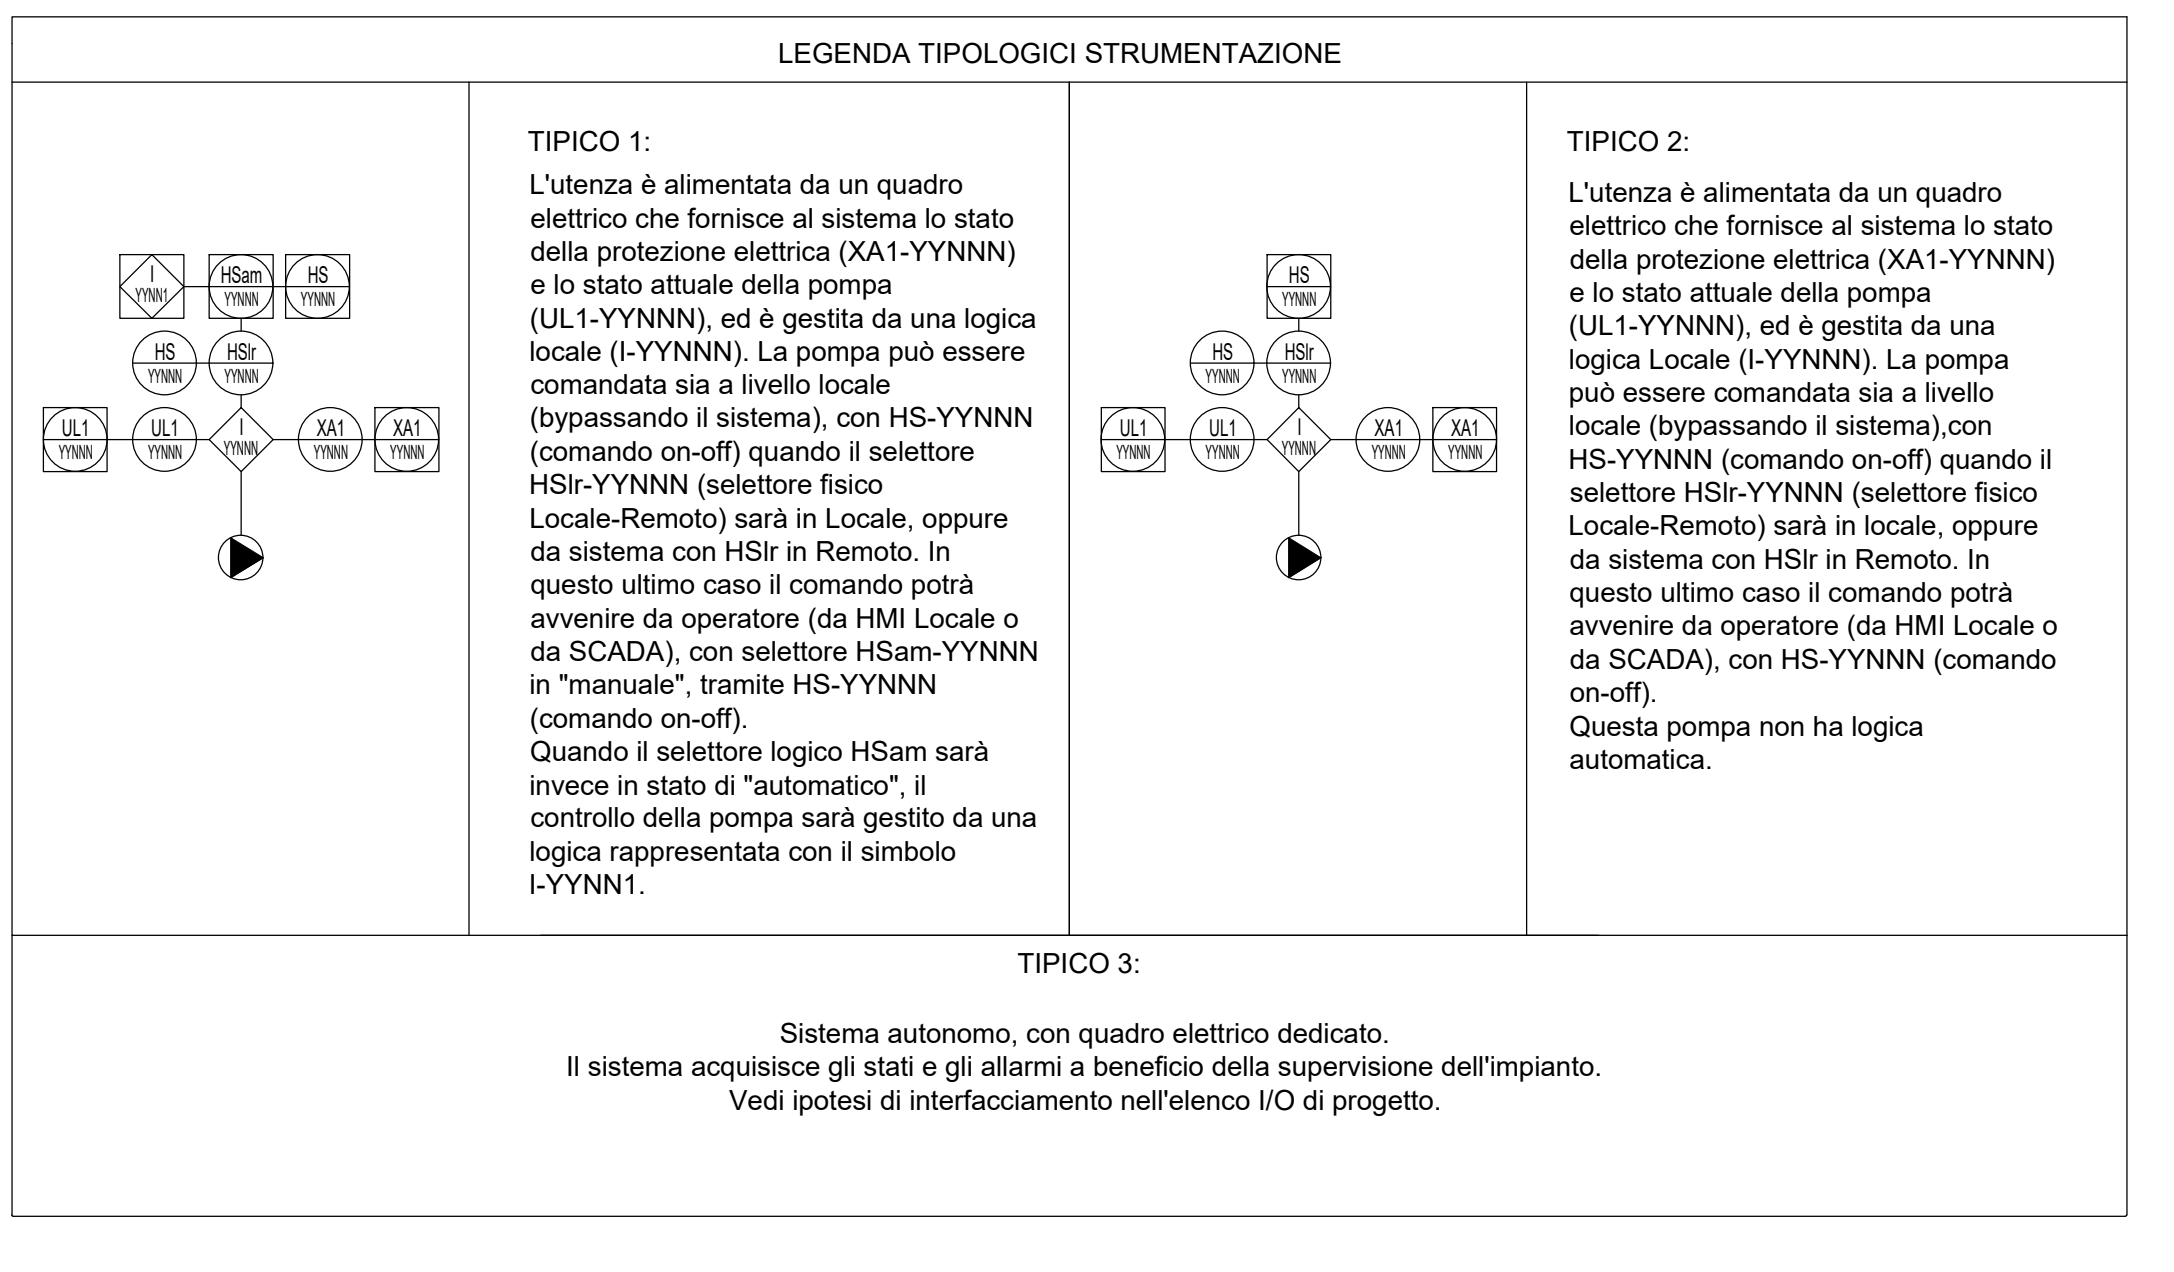 LEGENDA TIPOLOGICI STRUMENTAZIONE
I
YYNN1
HSam
YYNNN
HS
YYNNN
HS
YYNNN
HSlr
YYNNN
UL1
YYNNN
UL1
YYNNN
I
YYNNN
XA1
YYNNN
XA1
YYNNN
TIPICO 1:
L'utenza è alimentata da un quadro
elettrico che fornisce al sistema lo stato
della protezione elettrica (XA1-YYNNN)
e lo stato attuale della pompa
(UL1-YYNNN), ed è gestita da una logica
locale (I-YYNNN). La pompa può essere
comandata sia a livello locale
(bypassando il sistema), con HS-YYNNN
(comando on-off) quando il selettore
HSlr-YYNNN (selettore fisico
Locale-Remoto) sarà in Locale, oppure
da sistema con HSlr in Remoto. In
questo ultimo caso il comando potrà
avvenire da operatore (da HMI Locale o
da SCADA), con selettore HSam-YYNNN
in "manuale", tramite HS-YYNNN
(comando on-off).
Quando il selettore logico HSam sarà
invece in stato di "automatico", il
controllo della pompa sarà gestito da una
logica rappresentata con il simbolo
I-YYNN1.
HS
YYNNN
HS
YYNNN
HSlr
YYNNN
UL1
YYNNN
UL1
YYNNN
I
YYNNN
XA1
YYNNN
XA1
YYNNN
TIPICO 2:
L'utenza è alimentata da un quadro
elettrico che fornisce al sistema lo stato
della protezione elettrica (XA1-YYNNN)
e lo stato attuale della pompa
(UL1-YYNNN), ed è gestita da una
logica Locale (I-YYNNN). La pompa
può essere comandata sia a livello
locale (bypassando il sistema),con
HS-YYNNN (comando on-off) quando il
selettore HSlr-YYNNN (selettore fisico
Locale-Remoto) sarà in locale, oppure
da sistema con HSlr in Remoto. In
questo ultimo caso il comando potrà
avvenire da operatore (da HMI Locale o
da SCADA), con HS-YYNNN (comando
on-off).
Questa pompa non ha logica
automatica.
TIPICO 3:
Sistema autonomo, con quadro elettrico dedicato.
Il sistema acquisisce gli stati e gli allarmi a beneficio della supervisione dell'impianto.
Vedi ipotesi di interfacciamento nell'elenco I/O di progetto.